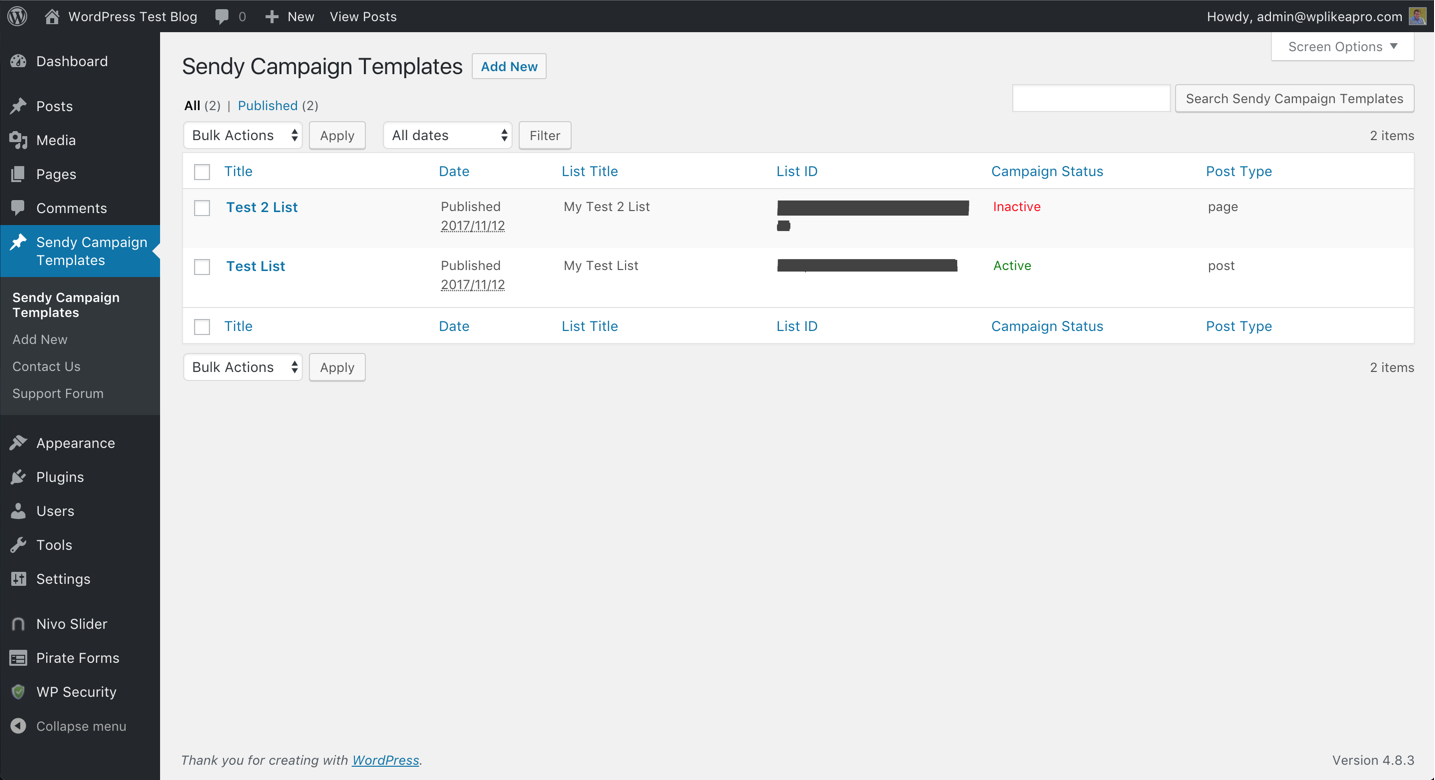 WordPress Test Blog 0 New View Posts Howdy, admin@wplikeapro.com
Screen Options
Dashboard
Posts
Media
Pages
Comments
Sendy Campaign
Templates
Sendy Campaign
Templates
Add New
Contact Us
Support Forum
Appearance
Plugins
Users
Tools
Settings
Nivo Slider
Pirate Forms
WP Security
Collapse menu
Sendy Campaign Templates Add New
All (2) | Published (2)
Search Sendy Campaign Templates
Bulk Actions Apply All dates Filter 2 items
Title Date List Title List ID Campaign Status Post Type
Test 2 List Published My Test 2 List Inactive page
2017/11/12
Test List Published My Test List Active post
2017/11/12
Title Date List Title List ID Campaign Status Post Type
Bulk Actions Apply 2 items
Thank you for creating with WordPress. Version 4.8.3